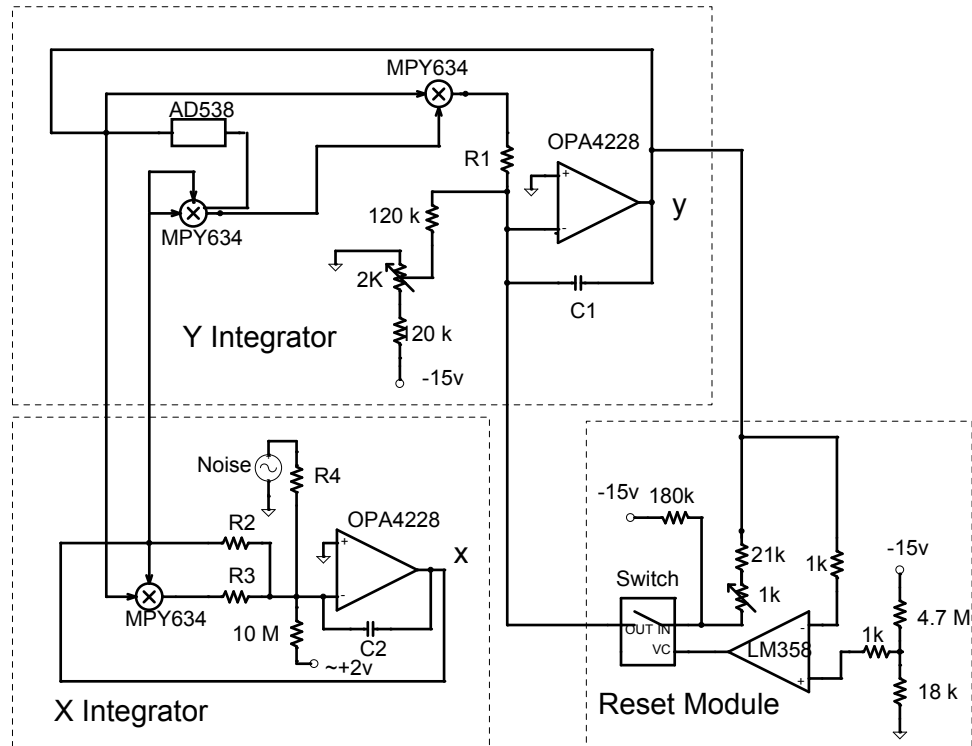 MPY634
AD538
OPA4228
R1
y
120 k
MPY634
2K
C1
Y Integrator
120 k
-15v
Noise
R4
-15v
180k
OPA4228
x
R2
21k
1k
-15v
R3
Switch
1k
MPY634
OUT IN
VC
LM358
1k
4.7 M
10 M
C2
~+2v
18 k
X Integrator
Reset Module
+
-
+
-
-
+